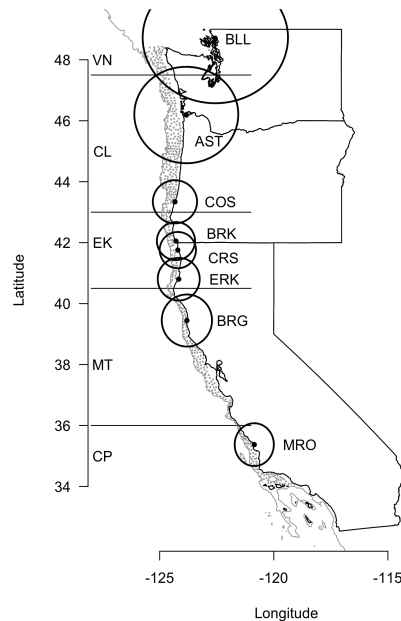 BLL
48
VN
46
AST
CL
44
COS
BRK
42
EK
CRS
ERK
40
BRG
38
MT
36
MRO
CP
34
Latitude
-125
-120
-115
Longitude